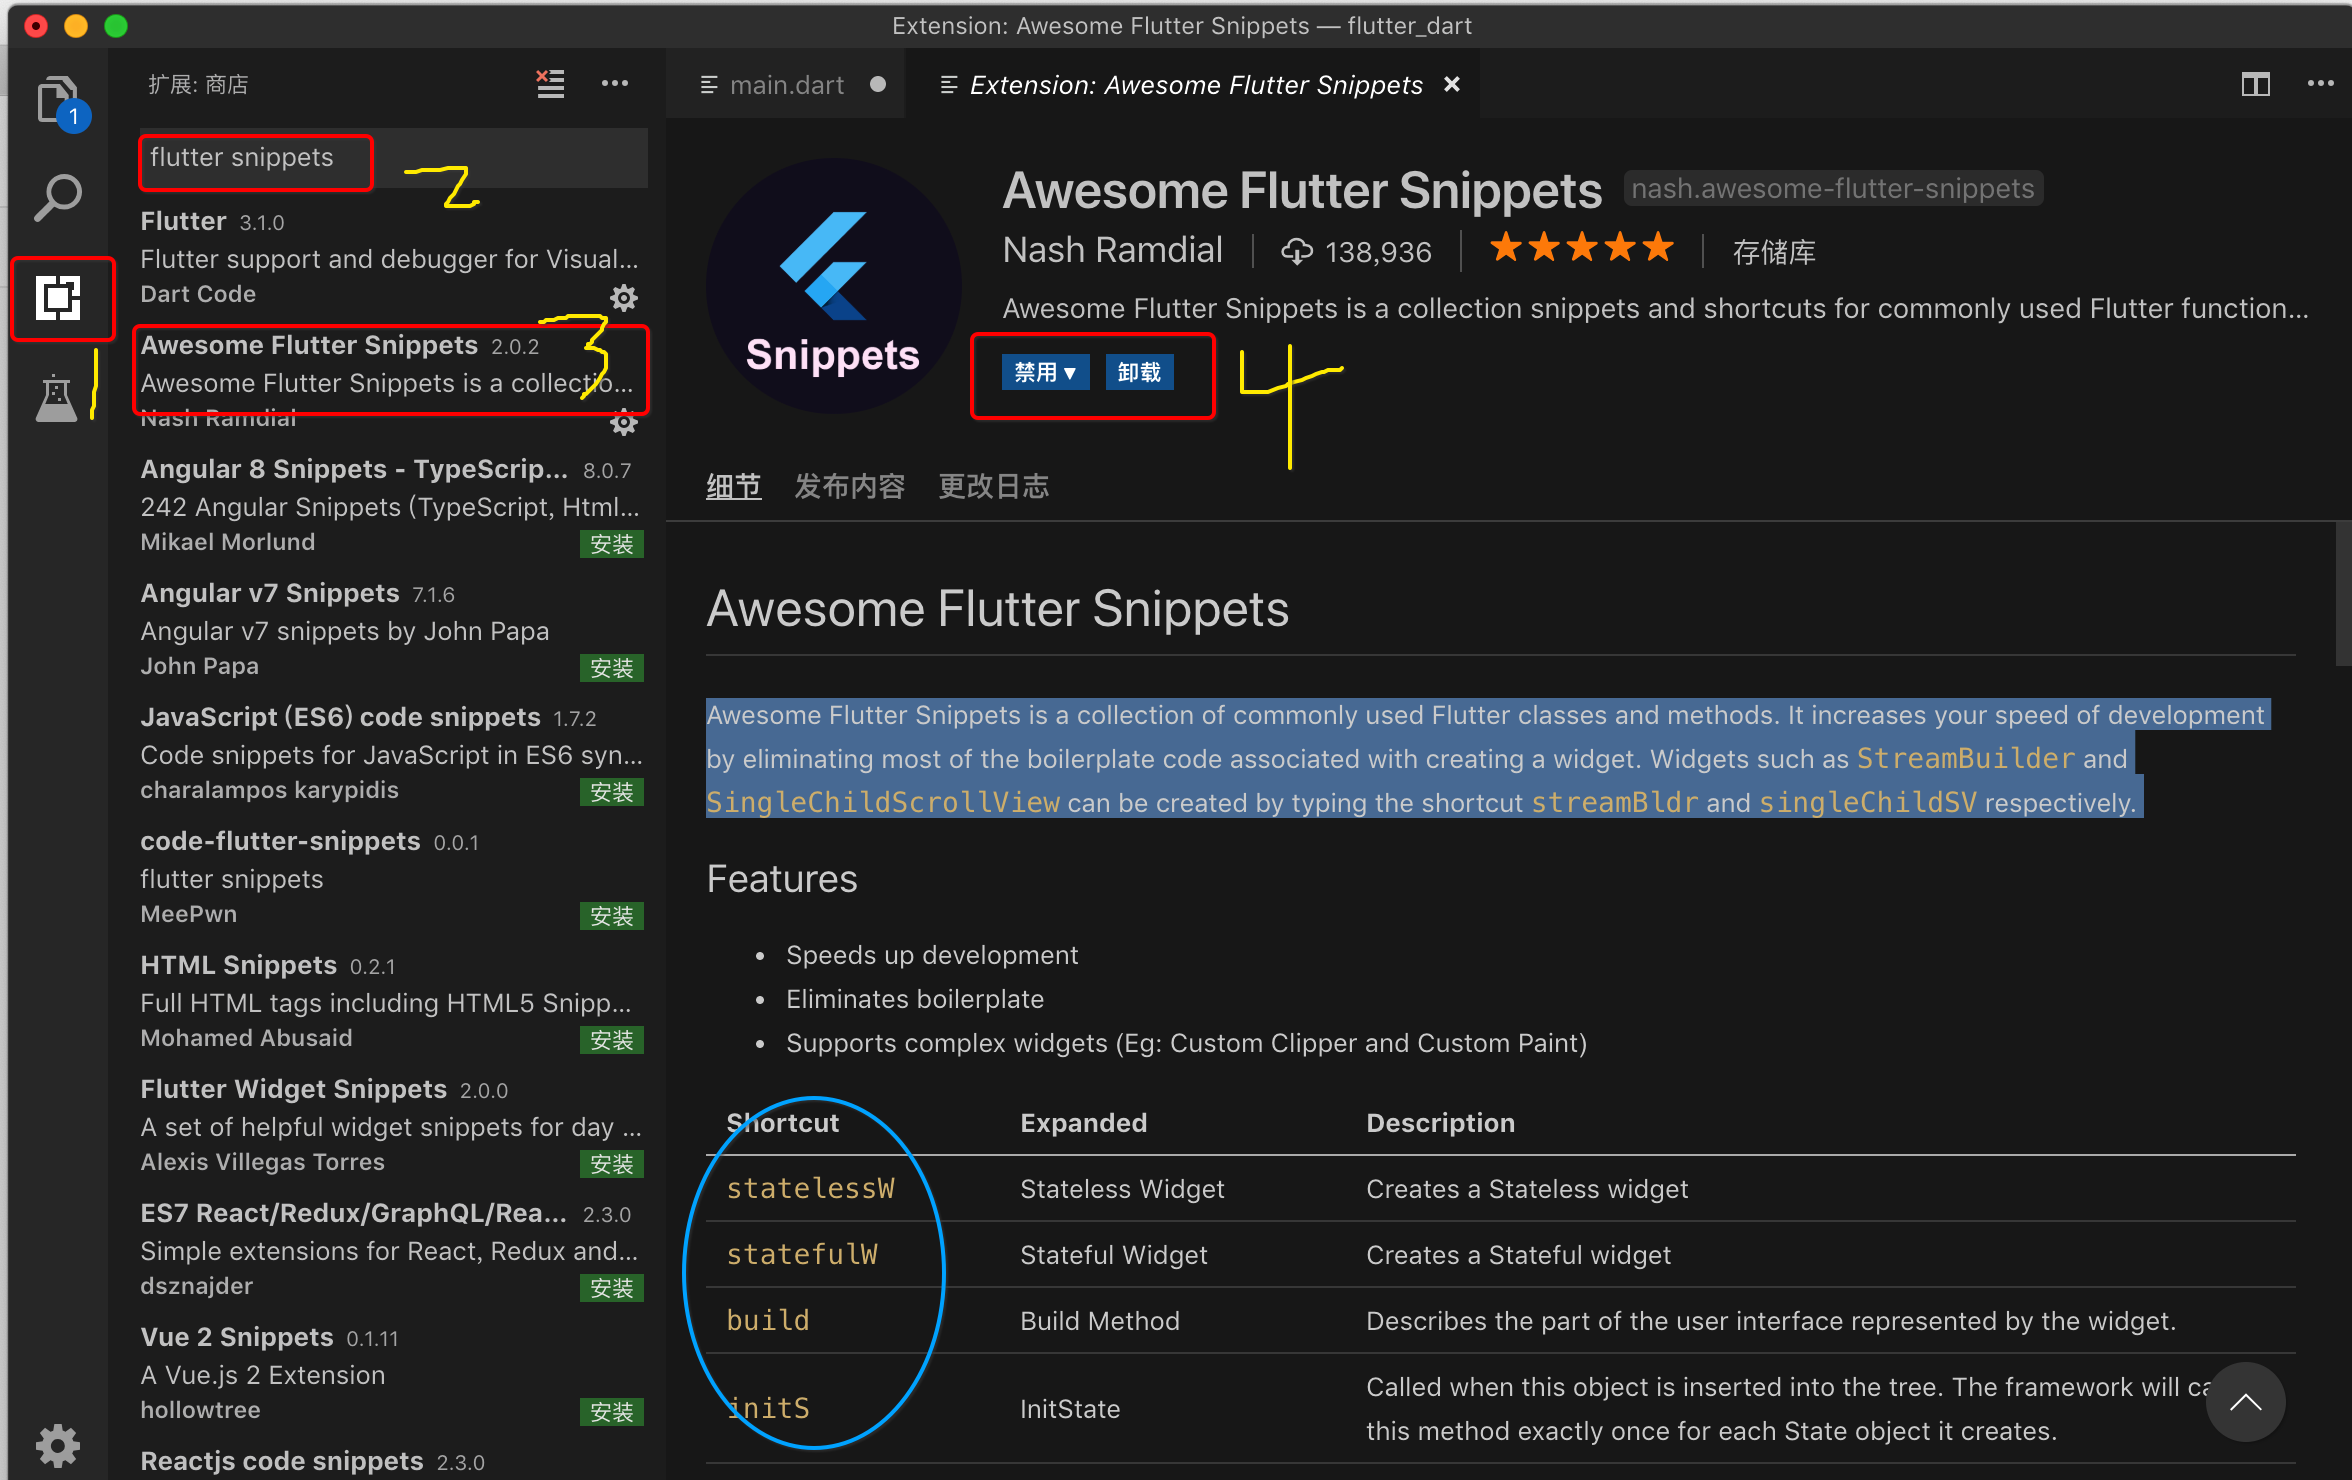 Extension: Awesome Flutter Snippets — flutter_dart
1
扩展: 商店
flutter snippets
2
Flutter 3.1.0
Flutter support and debugger for Visual...
Dart Code
1
Awesome Flutter Snippets 2.0.2
3
Awesome Flutter Snippets is a collectio...
Nash Ramdial
Angular 8 Snippets - TypeScrip... 8.0.7
242 Angular Snippets (TypeScript, Html...
Mikael Morlund
安装
Angular v7 Snippets 7.1.6
Angular v7 snippets by John Papa
John Papa
安装
JavaScript (ES6) code snippets 1.7.2
Code snippets for JavaScript in ES6 syn...
charalampos karypidis
安装
code-flutter-snippets 0.0.1
flutter snippets
MeePwn
安装
HTML Snippets 0.2.1
Full HTML tags including HTML5 Snipp...
Mohamed Abusaid
安装
Flutter Widget Snippets 2.0.0
A set of helpful widget snippets for day ...
Alexis Villegas Torres
安装
ES7 React/Redux/GraphQL/Rea... 2.3.0
Simple extensions for React, Redux and...
dsznajder
安装
Vue 2 Snippets 0.1.11
A Vue.js 2 Extension
hollowtree
安装
Reactjs code snippets 2.3.0
main.dart
Extension: Awesome Flutter Snippets
Snippets
Awesome Flutter Snippets nash.awesome-flutter-snippets
Nash Ramdial 138,936 存储库
Awesome Flutter Snippets is a collection snippets and shortcuts for commonly used Flutter function...
禁用 卸载
4
细节 发布内容 更改日志
Awesome Flutter Snippets
Awesome Flutter Snippets is a collection of commonly used Flutter classes and methods. It increases your speed of development
by eliminating most of the boilerplate code associated with creating a widget. Widgets such as StreamBuilder and
SingleChildScrollView can be created by typing the shortcut streamBldr and singleChildSV respectively.
Features
• Speeds up development
• Eliminates boilerplate
• Supports complex widgets (Eg: Custom Clipper and Custom Paint)
Shortcut Expanded Description
statelessW Stateless Widget Creates a Stateless widget
statefulW Stateful Widget Creates a Stateful widget
build Build Method Describes the part of the user interface represented by the widget.
initS InitState Called when this object is inserted into the tree. The framework will
this method exactly once for each State object it creates.